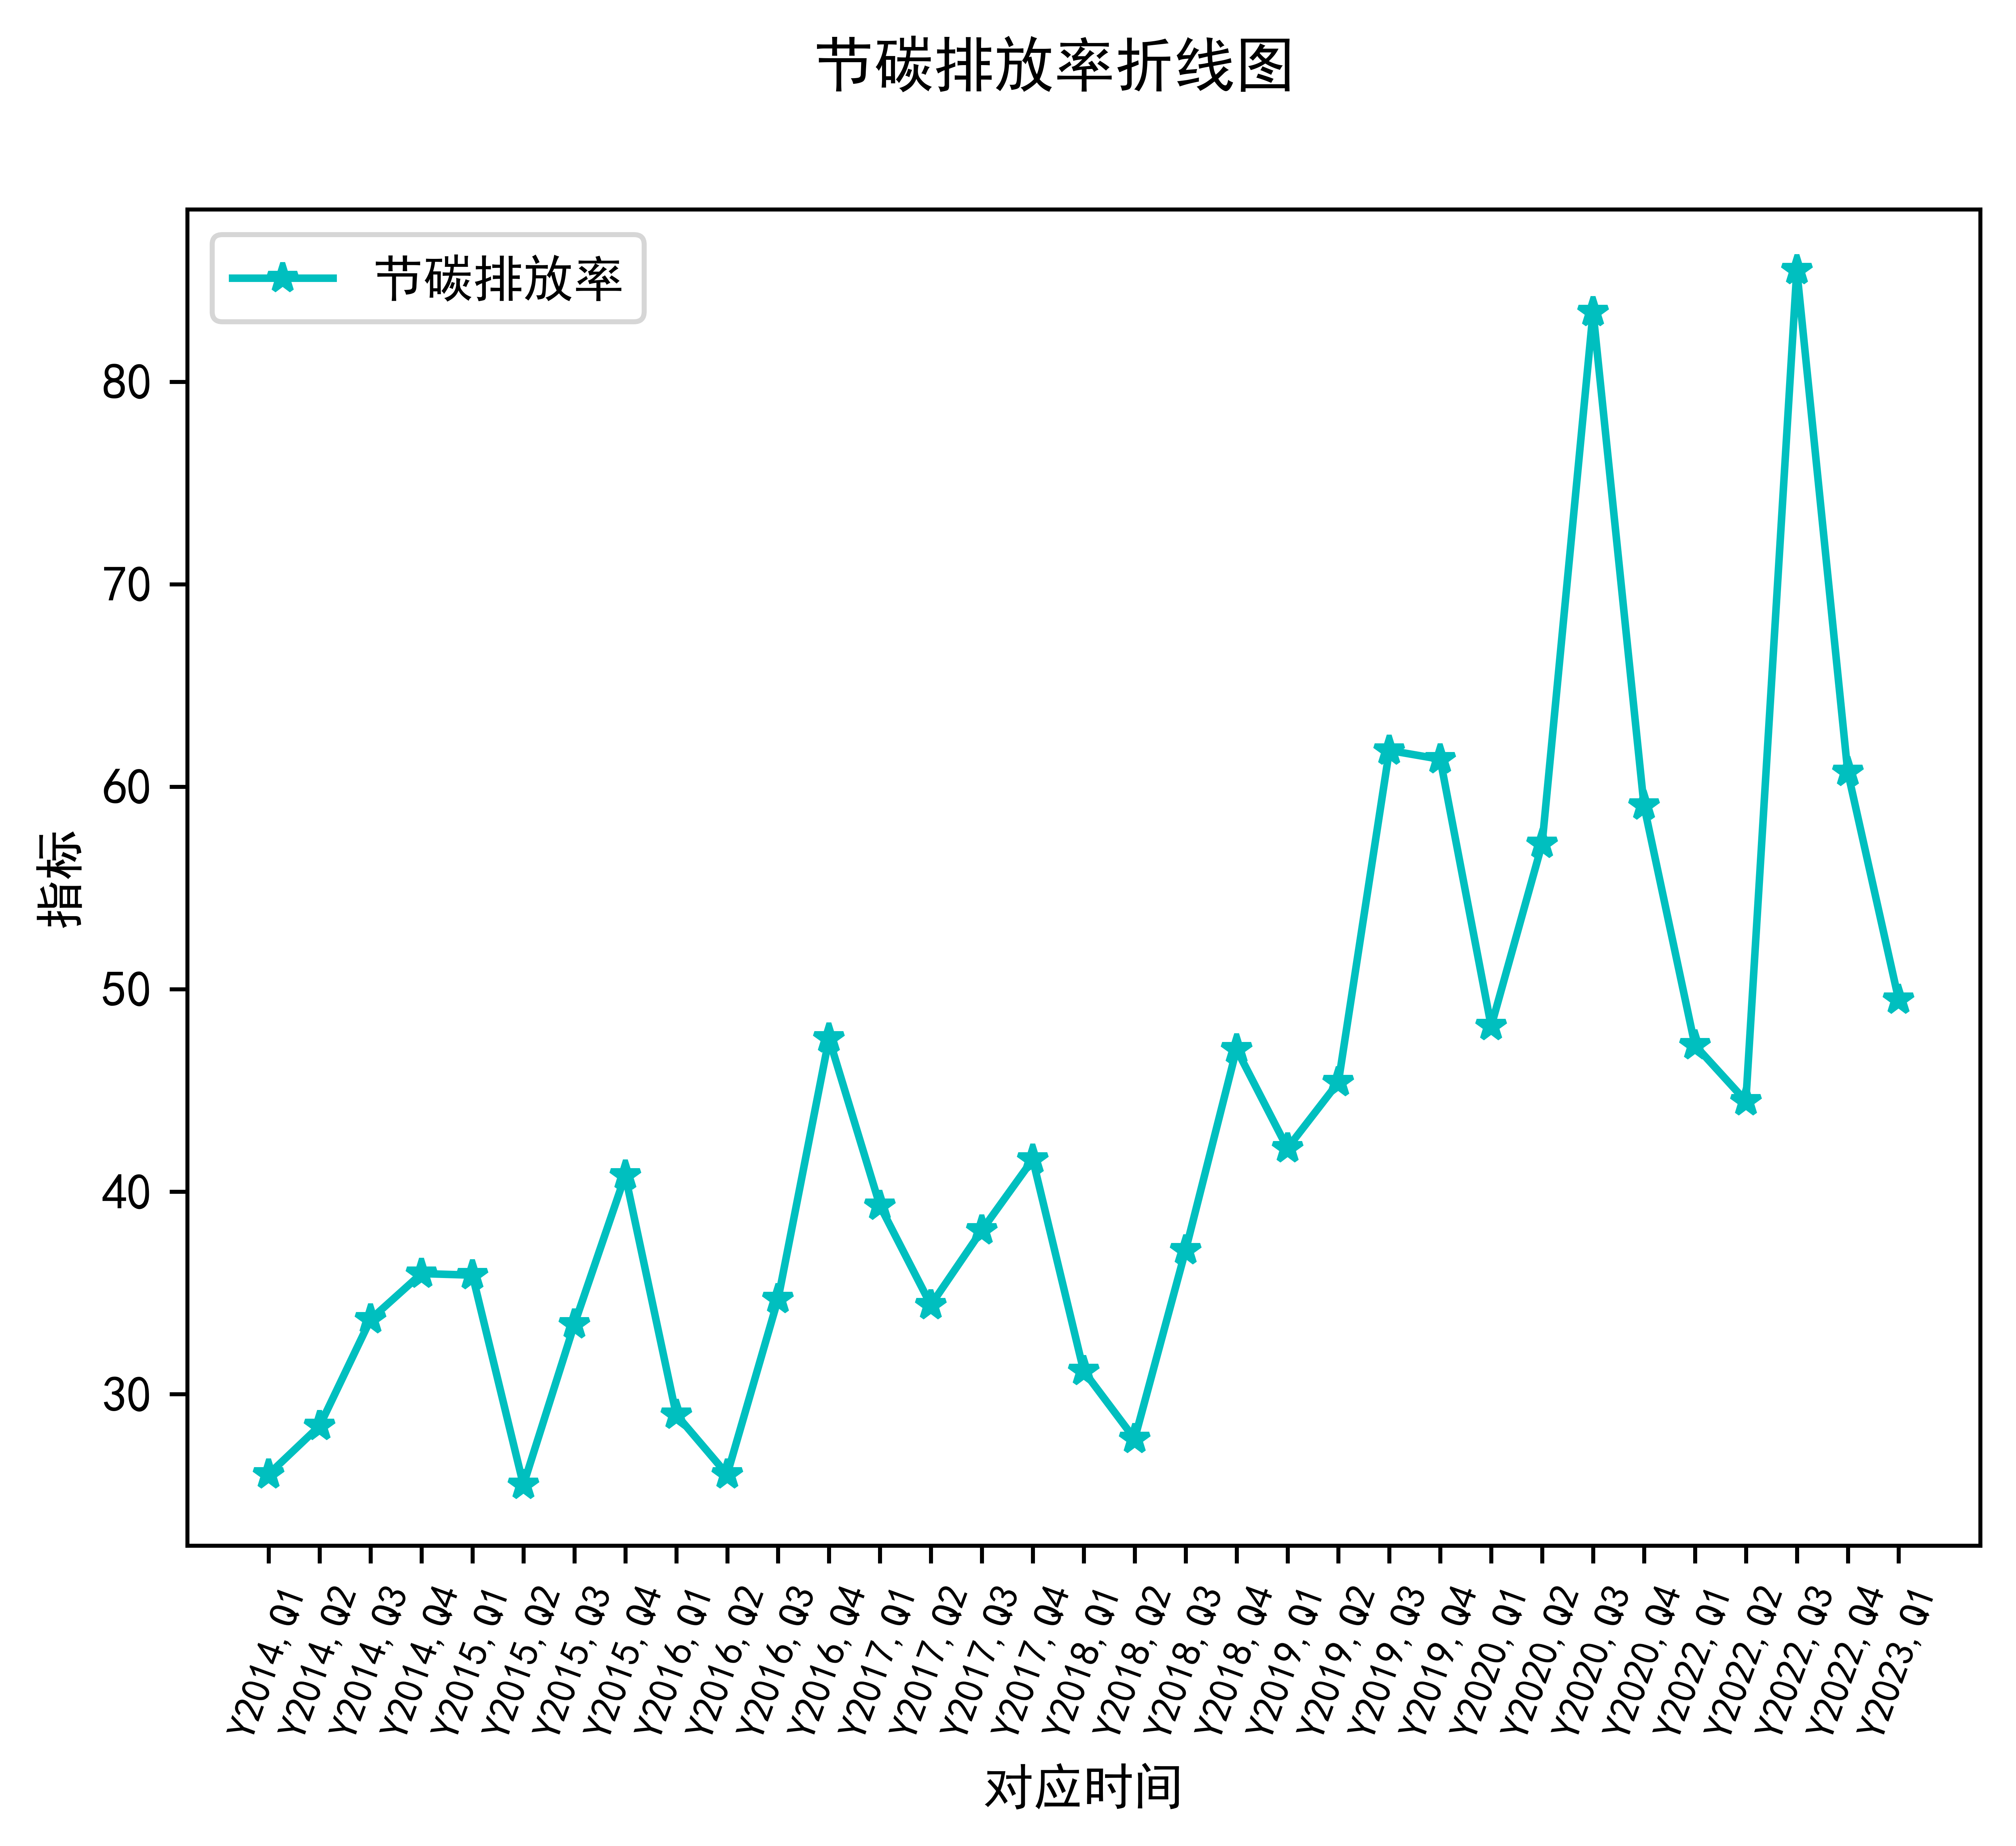 节碳排放率折线图
节碳排放率
80
70
60
50
40
30
指标
Y2014, Q1
Y2014, Q2
Y2014, Q3
Y2014, Q4
Y2015, Q1
Y2015, Q2
Y2015, Q3
Y2015, Q4
Y2016, Q1
Y2016, Q2
Y2016, Q3
Y2016, Q4
Y2017, Q1
Y2017, Q2
Y2017, Q3
Y2017, Q4
Y2018, Q1
Y2018, Q2
Y2018, Q3
Y2018, Q4
Y2019, Q1
Y2019, Q2
Y2019, Q3
Y2019, Q4
Y2020, Q1
Y2020, Q2
Y2020, Q3
Y2020, Q4
Y2022, Q1
Y2022, Q2
Y2022, Q3
Y2022, Q4
Y2023, Q1
对应时间